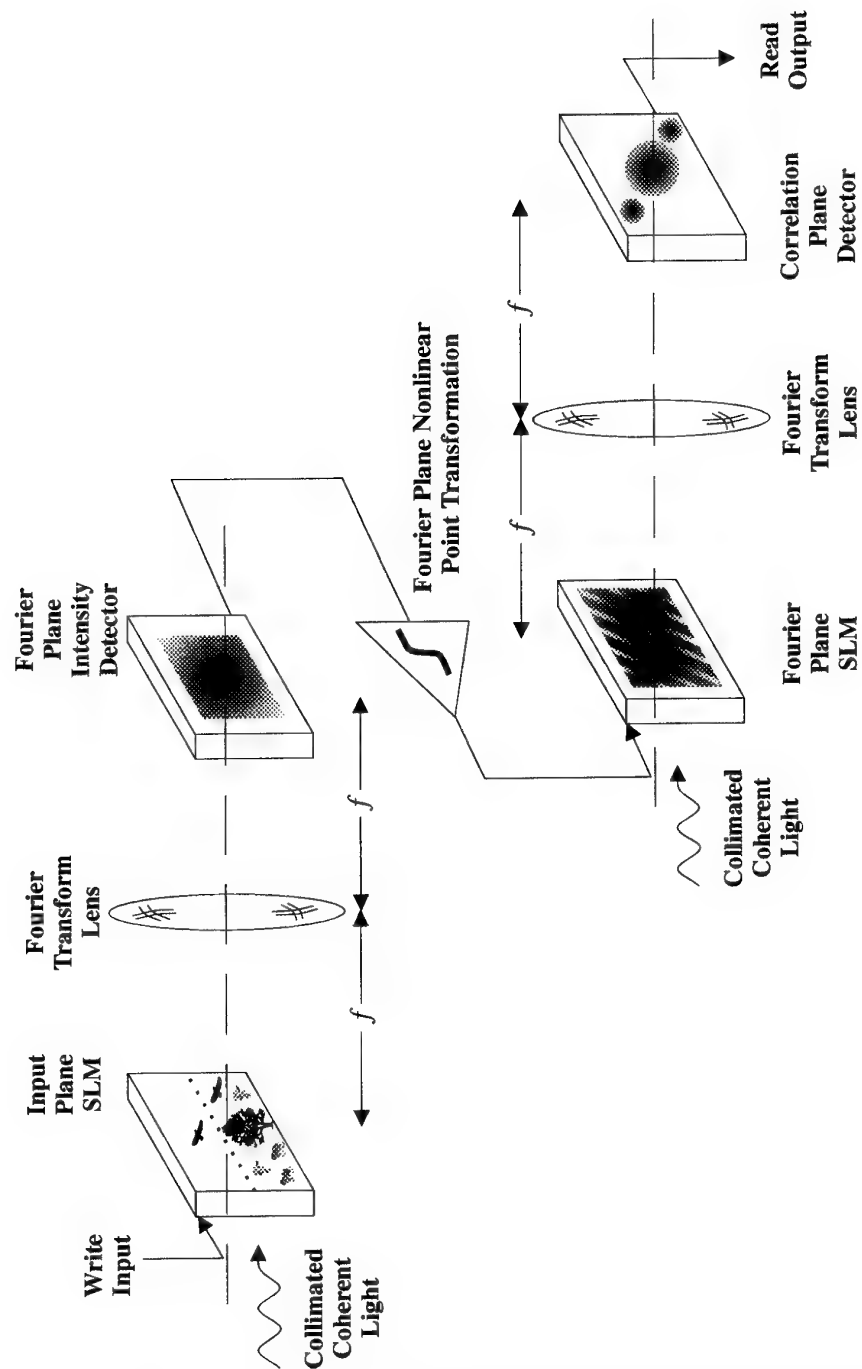 Write
Input
Collimated
Coherent
Light
Input
Plane
SLM
f
Fourier
Transform
Lens
f
Fourier
Plane
Intensity
Detector
Fourier Plane Nonlinear
Point Transformation
Collimated
Coherent
Light
Fourier
Plane
SLM
f
Fourier
Transform
Lens
f
Correlation
Plane
Detector
Read
Output